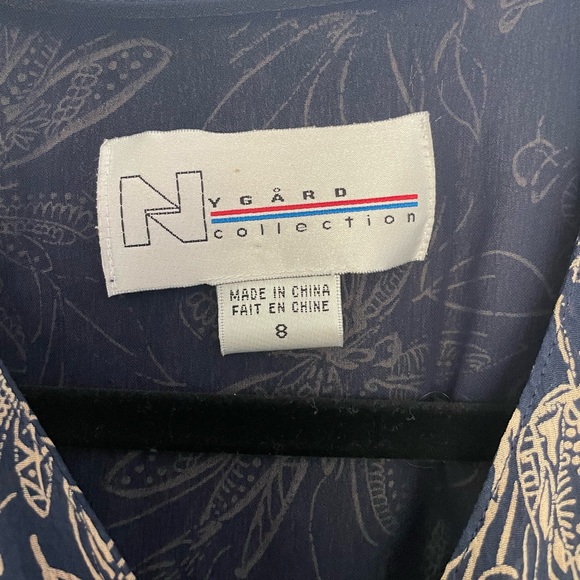 NYGÅRD
collection
MADE IN CHINA
FAIT EN CHINE
8